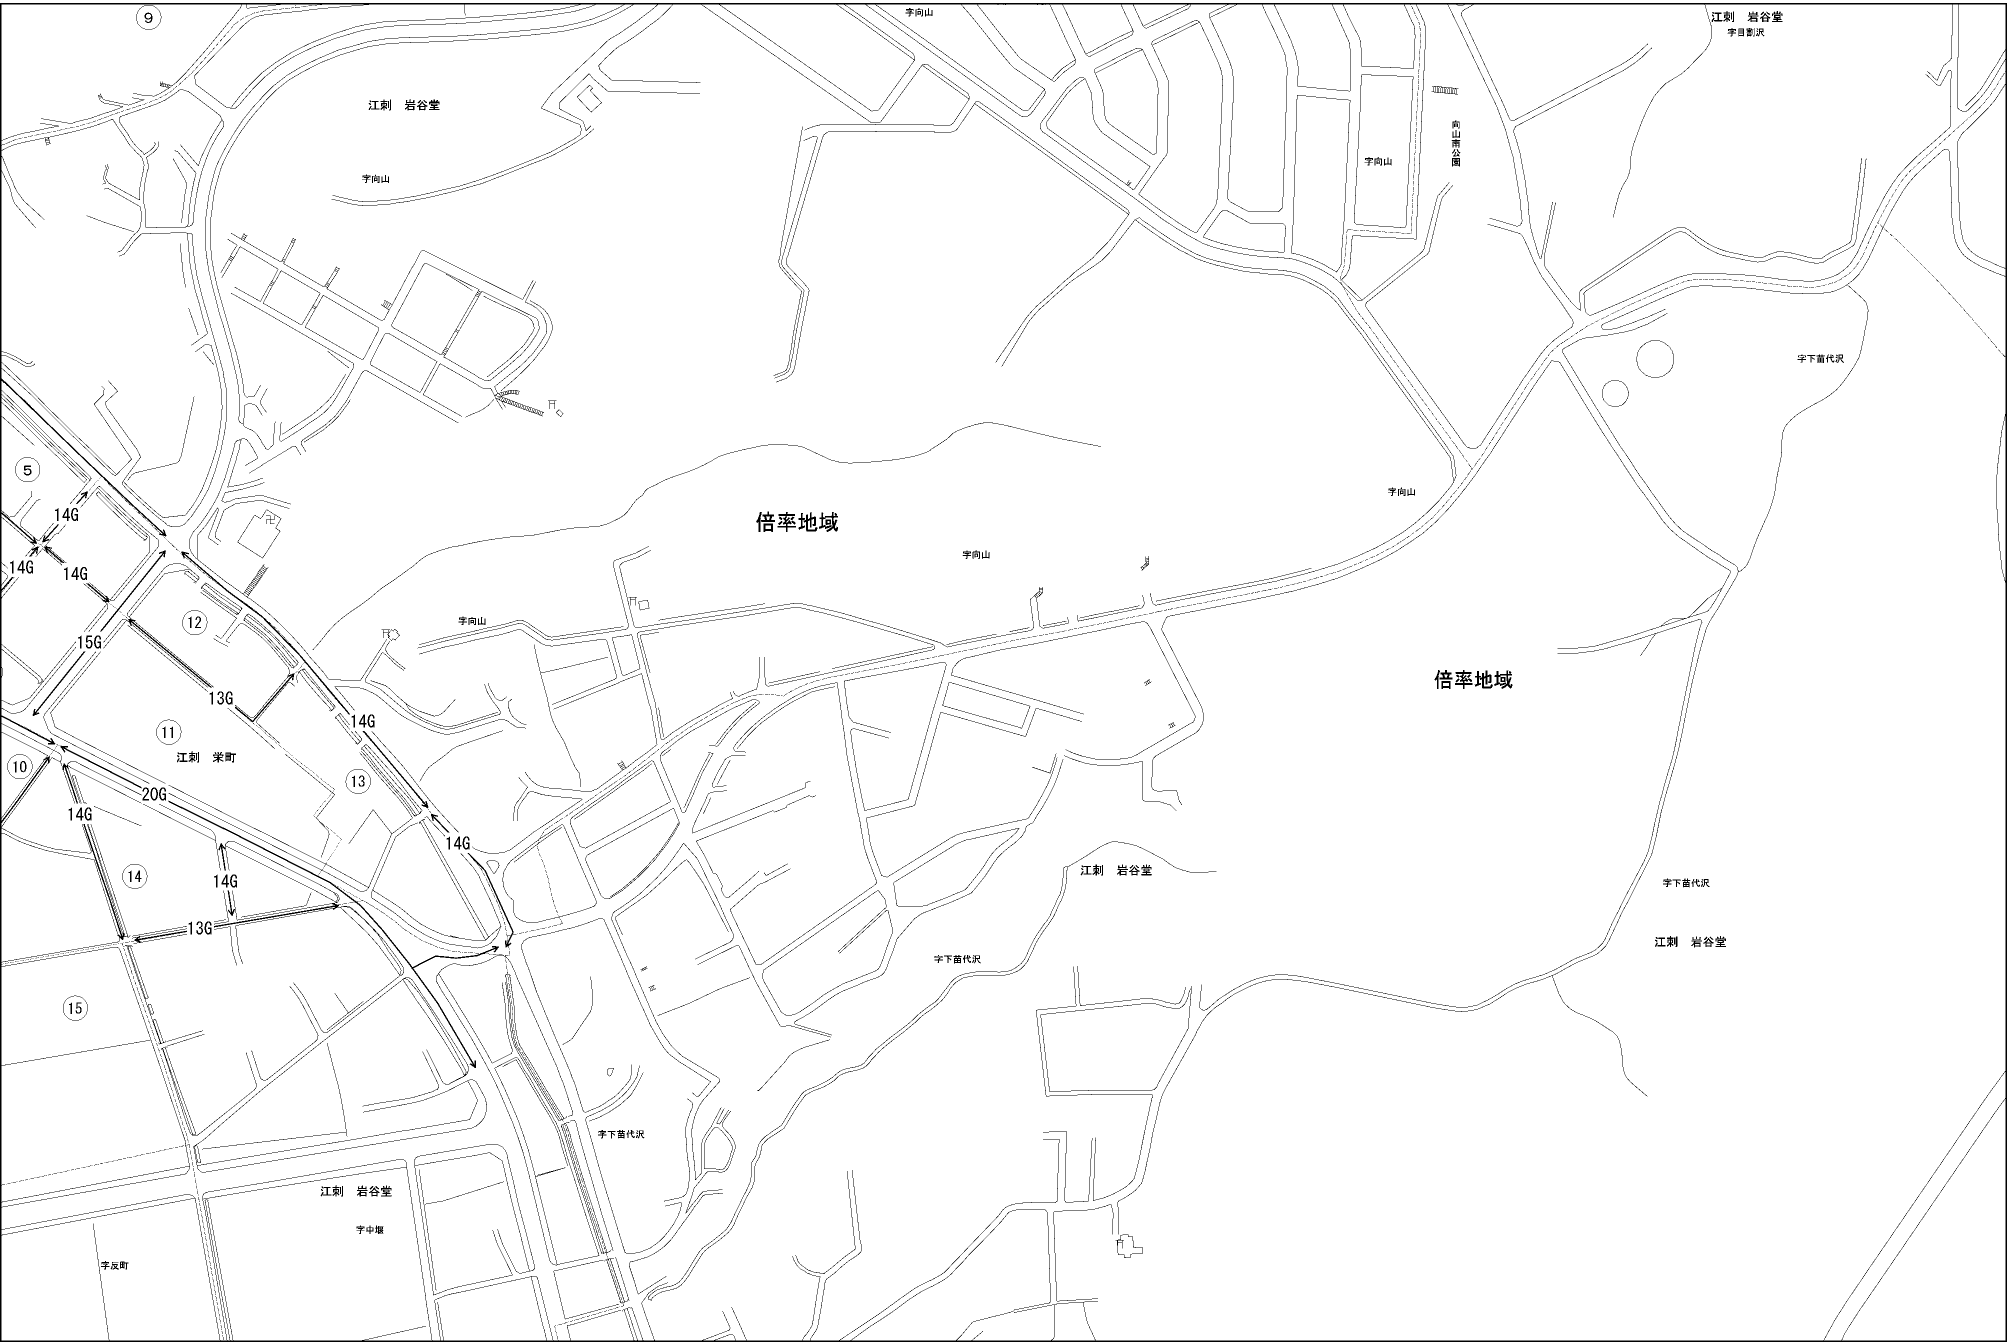 ⑨
字向山
江刺　岩谷堂
字目割沢
江刺　岩谷堂
向山南公園
字向山
字向山
字下苗代沢
⑤
14G
字向山
倍率地域
字向山
14G
14G
⑫
字向山
15G
倍率地域
13G
14G
⑪
江刺　栄町
⑩
⑬
20G
14G
14G
江刺　岩谷堂
⑭
14G
字下苗代沢
13G
江刺　岩谷堂
字下苗代沢
⑮
字下苗代沢
江刺　岩谷堂
字中堰
字反町